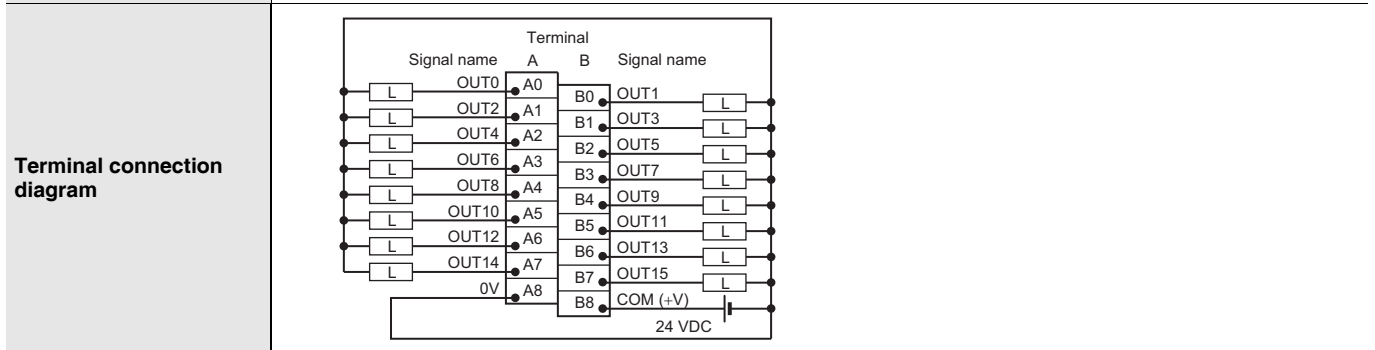 Terminal connection
diagram
Terminal
Signal name A B Signal name
L OUT0 A0 B0 OUT1 L
L OUT2 A1 B1 OUT3 L
L OUT4 A2 B2 OUT5 L
L OUT6 A3 B3 OUT7 L
L OUT8 A4 B4 OUT9 L
L OUT10 A5 B5 OUT11 L
L OUT12 A6 B6 OUT13 L
L OUT14 A7 B7 OUT15 L
0V A8 B8 COM (+V)
24 VDC